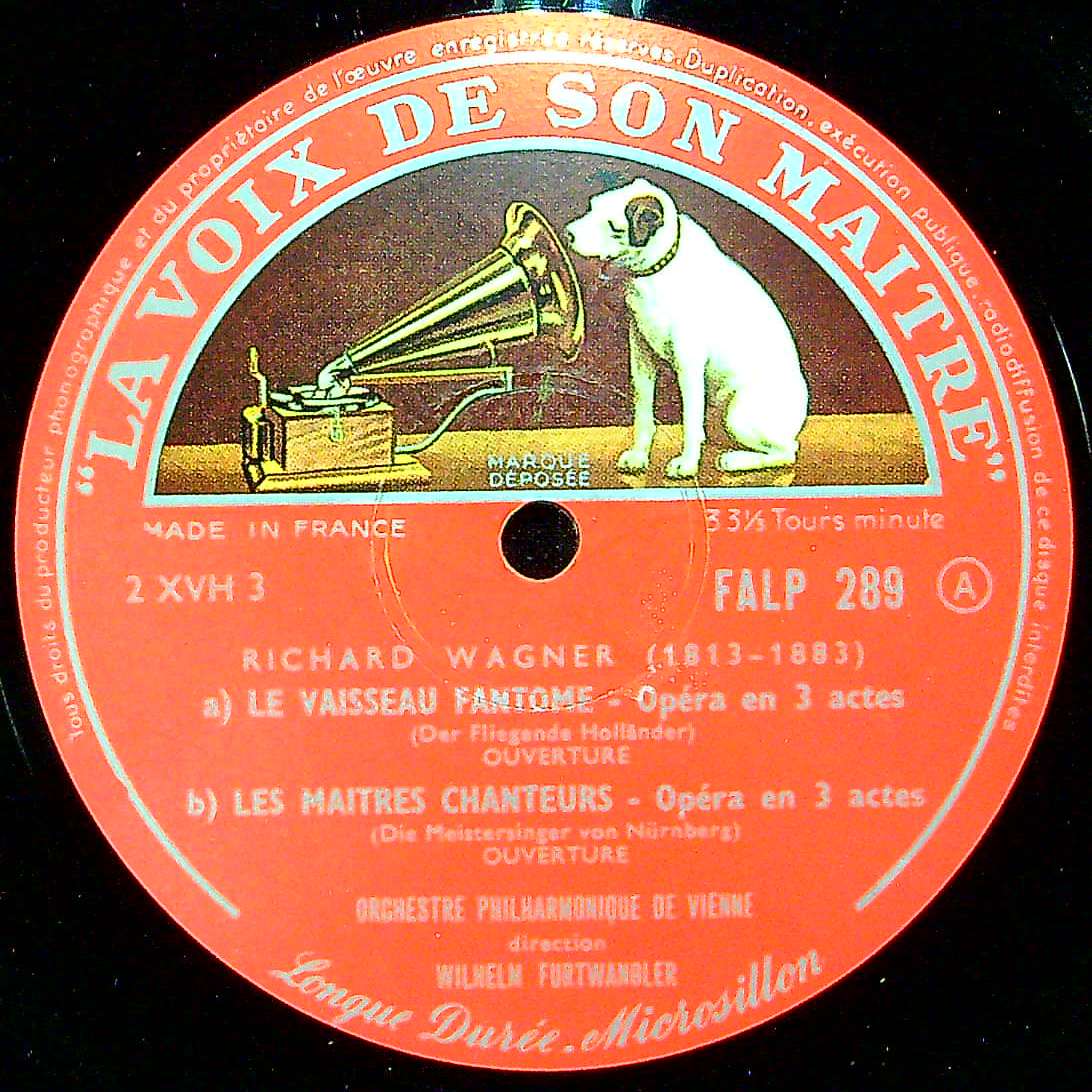 Tous droits du producteur phonographique et du propriétaire de l'œuvre enregistrée réservés. Duplication, exécution publique, radiodiffusion de ce disque interdites
“LA VOIX DE SON MAITRE”
MARQUE
DÉPOSÉE
MADE IN FRANCE
33⅓ Tours minute
2 XVH 3
FALP 289 A
RICHARD WAGNER (1813-1883)
a) LE VAISSEAU FANTOME - Opéra en 3 actes
(Der Fliegende Holländer)
OUVERTURE
b) LES MAITRES CHANTEURS - Opéra en 3 actes
(Die Meistersinger von Nürnberg)
OUVERTURE
ORCHESTRE PHILHARMONIQUE DE VIENNE
direction
WILHELM FURTWANGLER
Longue Durée. Microsillon